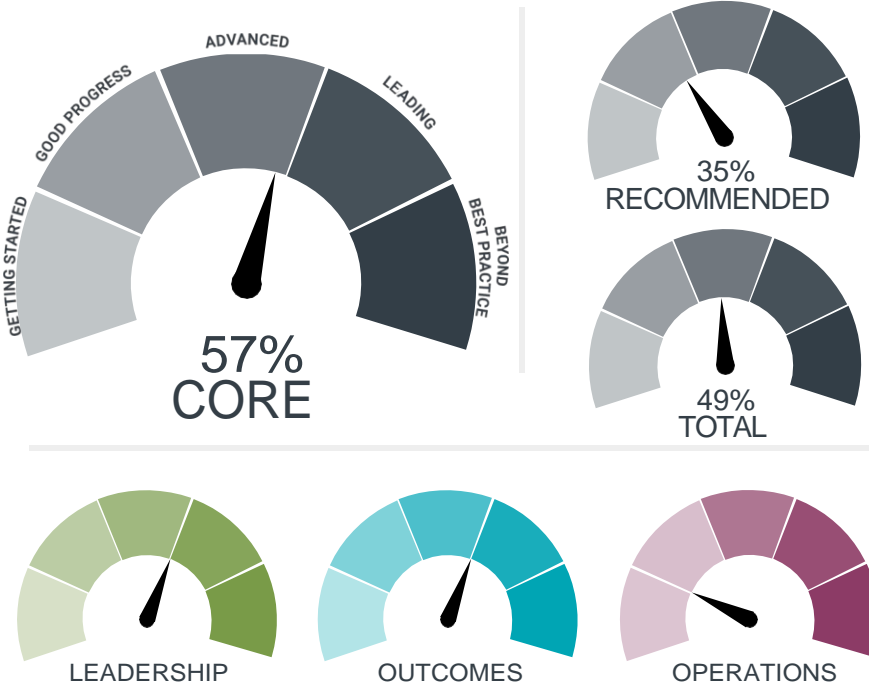 ADVANCED
GOOD PROGRESS
LEADING
GETTING STARTED
BEYOND
BEST PRACTICE
57%
CORE
35%
RECOMMENDED
49%
TOTAL
LEADERSHIP
OUTCOMES
OPERATIONS